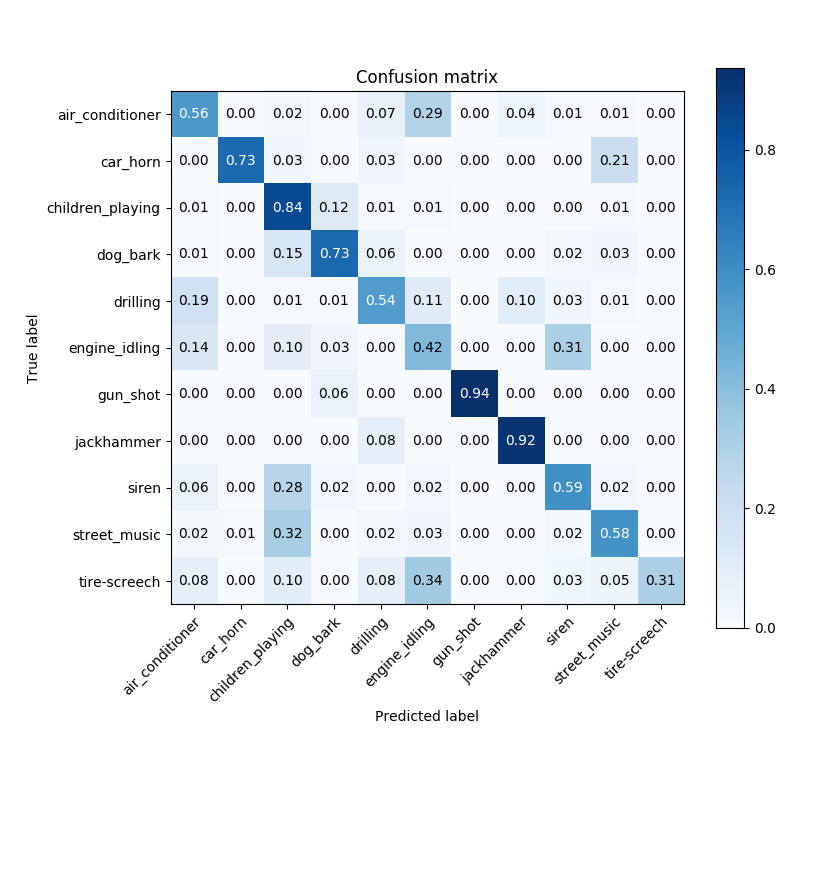 Confusion matrix
air_conditioner 0.56 0.00 0.02 0.00 0.07 0.29 0.00 0.04 0.01 0.01 0.00
car_horn 0.00 0.73 0.03 0.00 0.03 0.00 0.00 0.00 0.00 0.21 0.00
children_playing 0.01 0.00 0.84 0.12 0.01 0.01 0.00 0.00 0.00 0.01 0.00
dog_bark 0.01 0.00 0.15 0.73 0.06 0.00 0.00 0.00 0.02 0.03 0.00
drilling 0.19 0.00 0.01 0.01 0.54 0.11 0.00 0.10 0.03 0.01 0.00
engine_idling 0.14 0.00 0.10 0.03 0.00 0.42 0.00 0.00 0.31 0.00 0.00
gun_shot 0.00 0.00 0.00 0.06 0.00 0.00 0.94 0.00 0.00 0.00 0.00
jackhammer 0.00 0.00 0.00 0.00 0.08 0.00 0.00 0.92 0.00 0.00 0.00
siren 0.06 0.00 0.28 0.02 0.00 0.02 0.00 0.00 0.59 0.02 0.00
street_music 0.02 0.01 0.32 0.00 0.02 0.03 0.00 0.00 0.02 0.58 0.00
tire-screech 0.08 0.00 0.10 0.00 0.08 0.34 0.00 0.00 0.03 0.05 0.31
True label
air_conditioner
car_horn
children_playing
dog_bark
drilling
engine_idling
gun_shot
jackhammer
siren
street_music
tire-screech
Predicted label
0.8
0.6
0.4
0.2
0.0